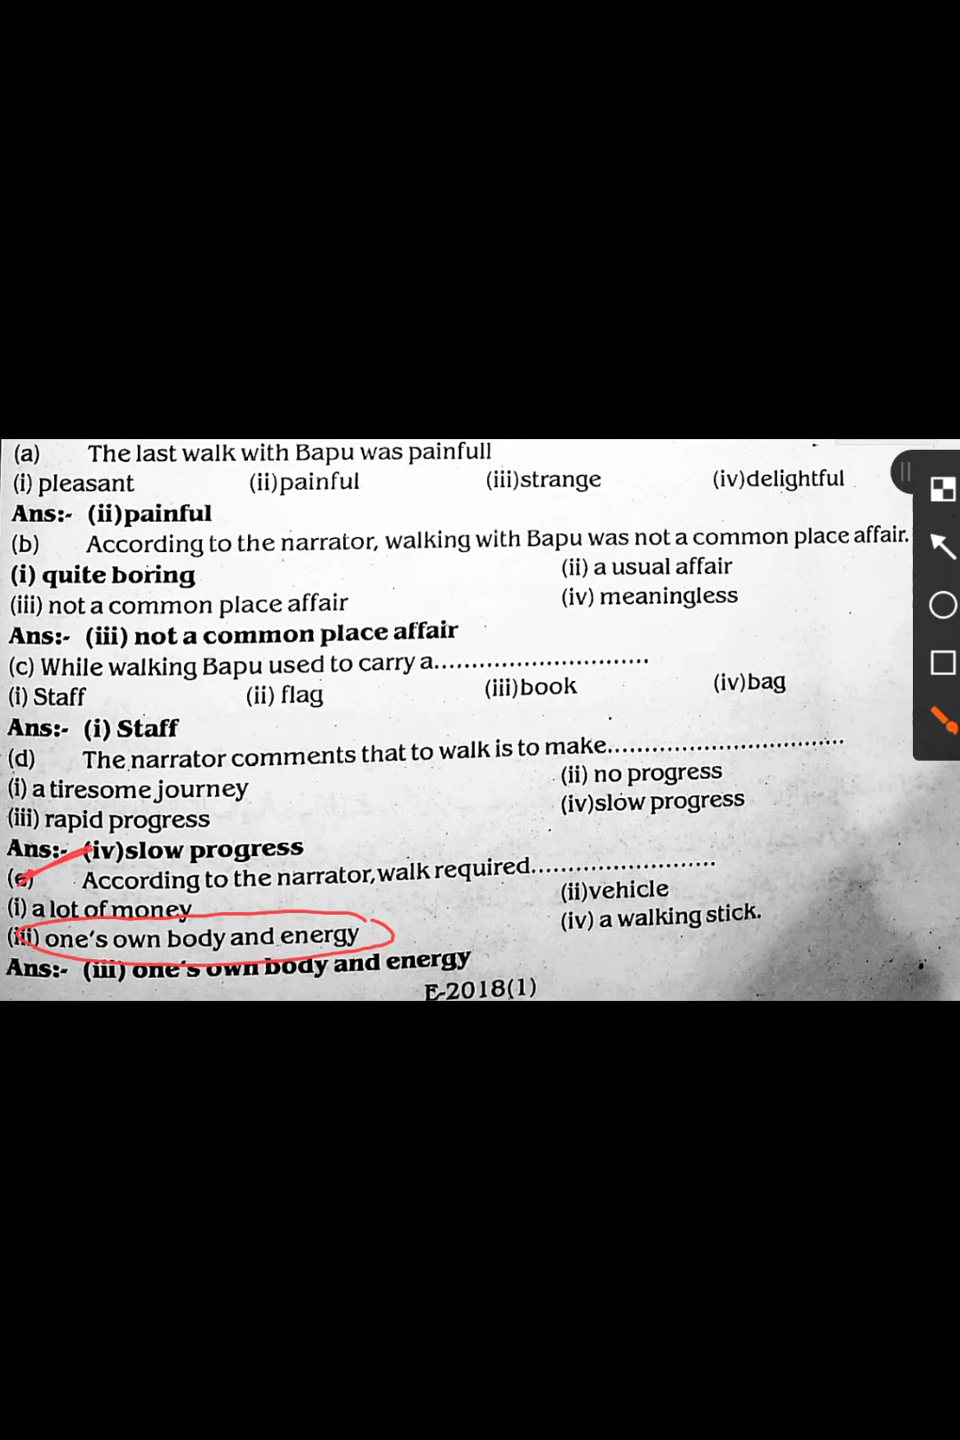 (a) The last walk with Bapu was painfull
(i) pleasant (ii)painful (iii)strange (iv)delightful
Ans:- (ii)painful
(b) According to the narrator, walking with Bapu was not a common place affair.
(i) quite boring (ii) a usual affair
(iii) not a common place affair (iv) meaningless
Ans:- (iii) not a common place affair
(c) While walking Bapu used to carry a..............................
(i) Staff (ii) flag (iii)book (iv)bag
Ans:- (i) Staff
(d) The narrator comments that to walk is to make.................................
(i) a tiresome journey (ii) no progress
(iii) rapid progress (iv)slow progress
Ans:- (iv)slow progress
(e) According to the narrator, walk required.........................
(i) a lot of money (ii)vehicle
(iii) one's own body and energy (iv) a walking stick.
Ans:- (iii) one's own body and energy
E-2018(1)